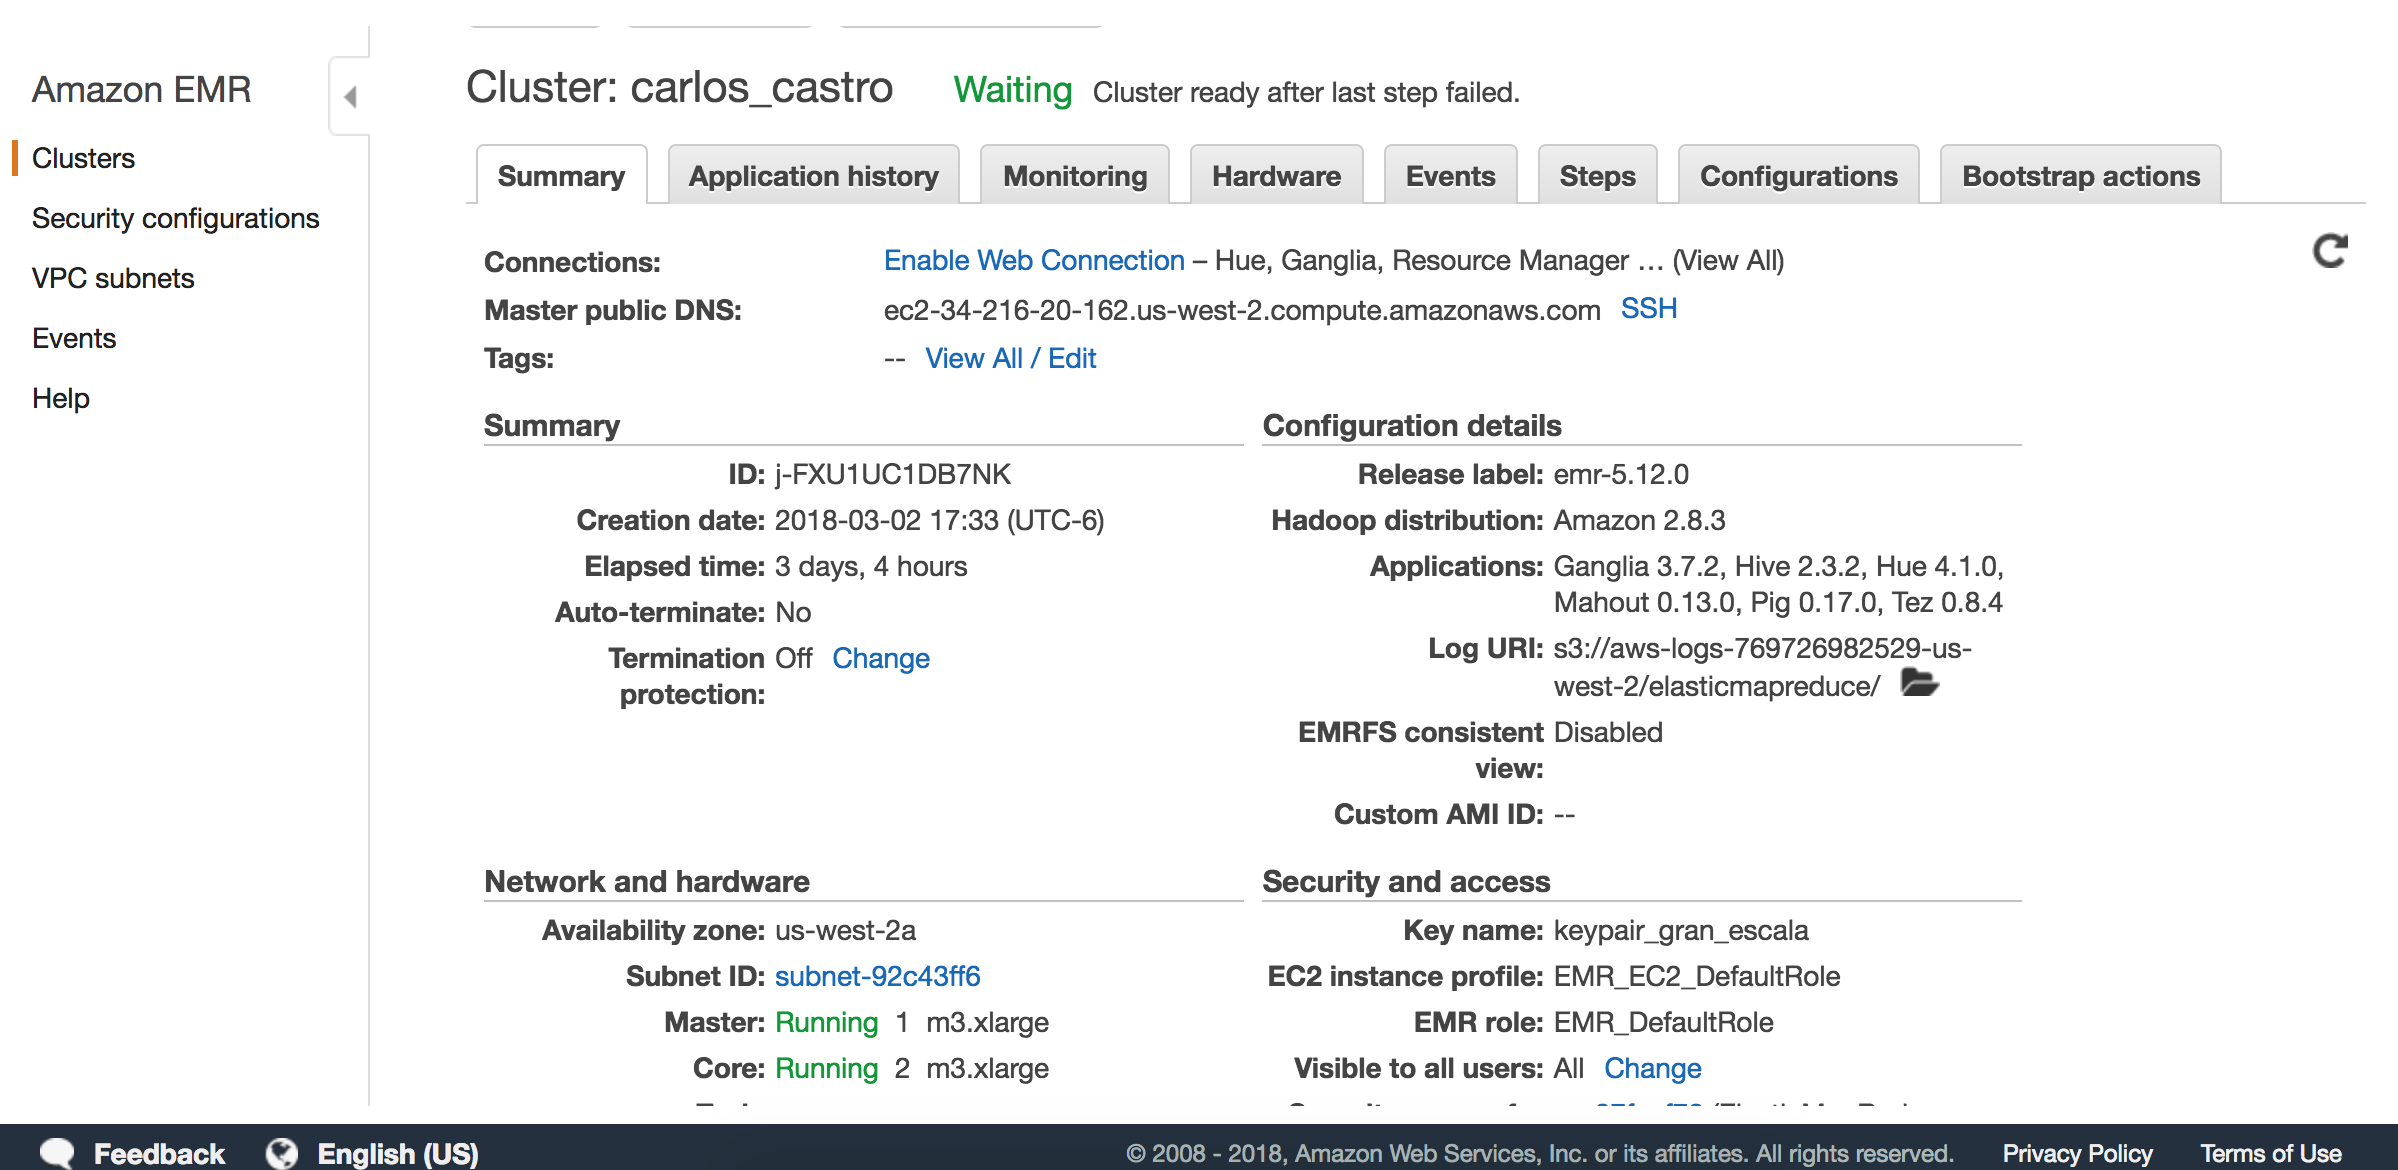 Amazon EMR
Clusters
Security configurations
VPC subnets
Events
Help
Cluster: carlos_castro Waiting Cluster ready after last step failed.
Summary Application history Monitoring Hardware Events Steps Configurations Bootstrap actions
Connections: Enable Web Connection – Hue, Ganglia, Resource Manager … (View All)
Master public DNS: ec2-34-216-20-162.us-west-2.compute.amazonaws.com SSH
Tags: -- View All / Edit
Summary
ID: j-FXU1UC1DB7NK
Creation date: 2018-03-02 17:33 (UTC-6)
Elapsed time: 3 days, 4 hours
Auto-terminate: No
Termination Off Change
protection:
Configuration details
Release label: emr-5.12.0
Hadoop distribution: Amazon 2.8.3
Applications: Ganglia 3.7.2, Hive 2.3.2, Hue 4.1.0,
Mahout 0.13.0, Pig 0.17.0, Tez 0.8.4
Log URI: s3://aws-logs-769726982529-us-
west-2/elasticmapreduce/
EMRFS consistent Disabled
view:
Custom AMI ID: --
Network and hardware
Availability zone: us-west-2a
Subnet ID: subnet-92c43ff6
Master: Running 1 m3.xlarge
Core: Running 2 m3.xlarge
Security and access
Key name: keypair_gran_escala
EC2 instance profile: EMR_EC2_DefaultRole
EMR role: EMR_DefaultRole
Visible to all users: All Change
Feedback English (US) © 2008 - 2018, Amazon Web Services, Inc. or its affiliates. All rights reserved. Privacy Policy Terms of Use